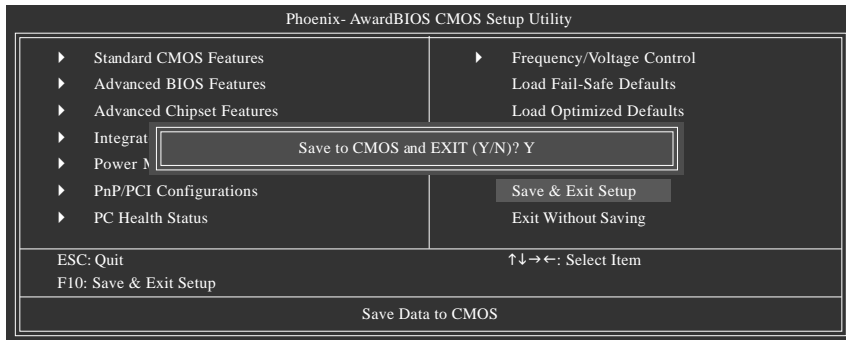 Phoenix- AwardBIOS CMOS Setup Utility
Standard CMOS Features
Advanced BIOS Features
Advanced Chipset Features
Integrat
Power M
PnP/PCI Configurations
PC Health Status
Frequency/Voltage Control
Load Fail-Safe Defaults
Load Optimized Defaults
Save to CMOS and EXIT (Y/N)? Y
Save & Exit Setup
Exit Without Saving
ESC: Quit
F10: Save & Exit Setup
↑↓→←: Select Item
Save Data to CMOS